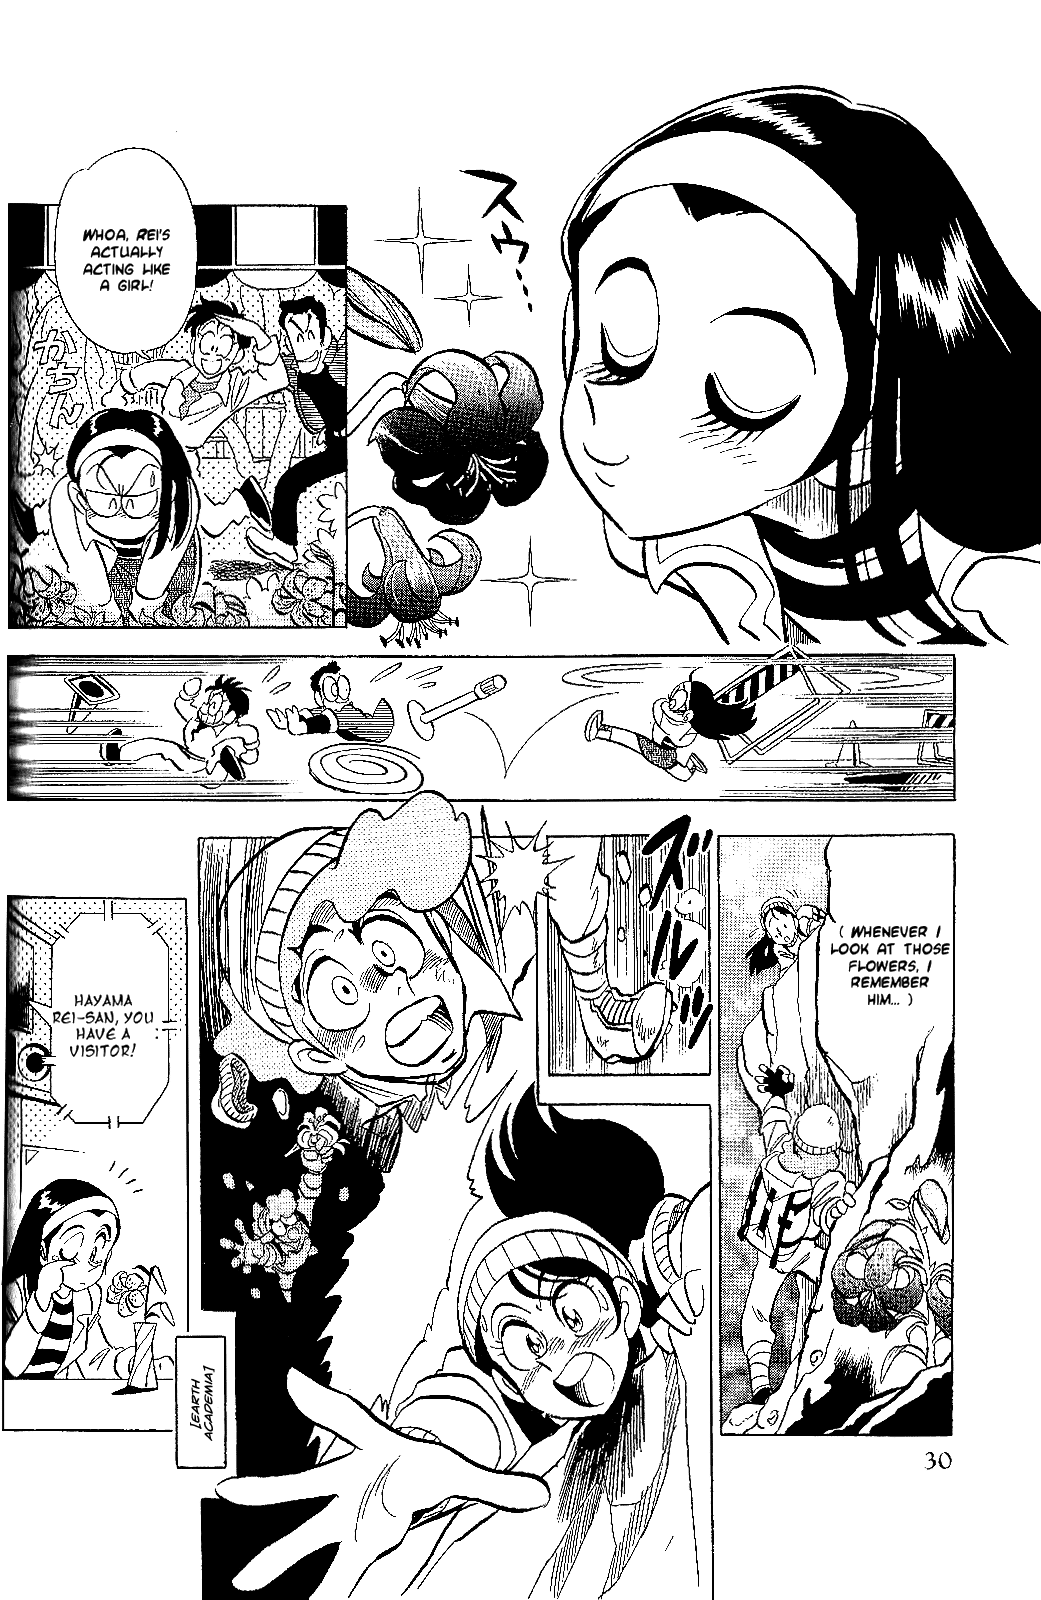 スゥ…
WHOA, REI'S
ACTUALLY
ACTING LIKE
A GIRL!
かちん
( WHENEVER I
LOOK AT THOSE
FLOWERS, I
REMEMBER
HIM... )
ズルッ
HAYAMA
REI-SAN, YOU
HAVE A
VISITOR!
[EARTH
ACADEMIA]
30